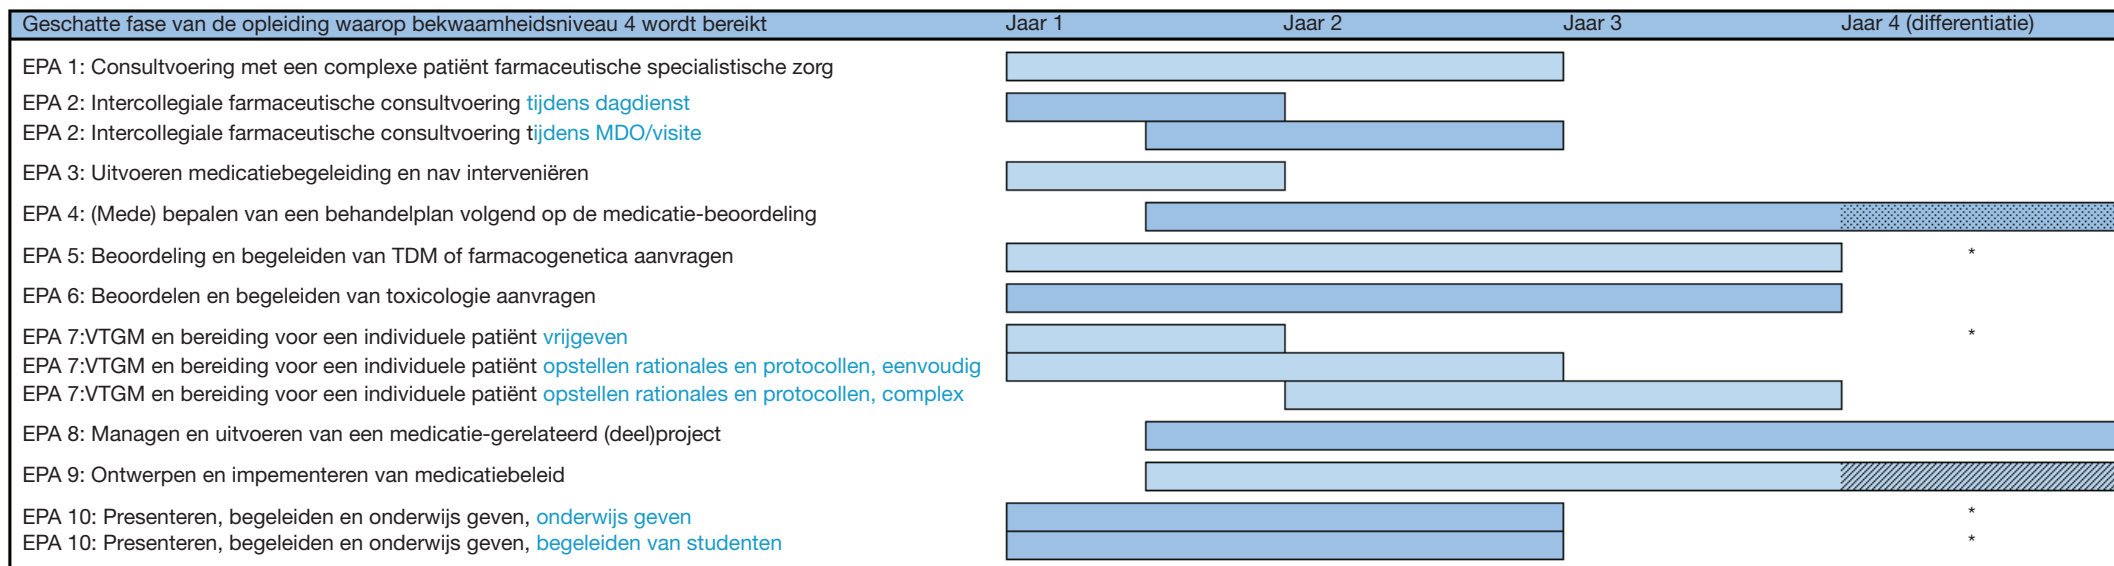 Geschatte fase van de opleiding waarop bekwaamheidsniveau 4 wordt bereikt Jaar 1 Jaar 2 Jaar 3 Jaar 4 (differentiatie)
EPA 1: Consultvoering met een complexe patiënt farmaceutische specialistische zorg
EPA 2: Intercollegiale farmaceutische consultvoering tijdens dagdienst
EPA 2: Intercollegiale farmaceutische consultvoering tijdens MDO/visite
EPA 3: Uitvoeren medicatiebegeleiding en nav interveniëren
EPA 4: (Mede) bepalen van een behandelplan volgend op de medicatie-beoordeling
EPA 5: Beoordeling en begeleiden van TDM of farmacogenetica aanvragen *
EPA 6: Beoordelen en begeleiden van toxicologie aanvragen
EPA 7:VTGM en bereiding voor een individuele patiënt vrijgeven *
EPA 7:VTGM en bereiding voor een individuele patiënt opstellen rationales en protocollen, eenvoudig
EPA 7:VTGM en bereiding voor een individuele patiënt opstellen rationales en protocollen, complex
EPA 8: Managen en uitvoeren van een medicatie-gerelateerd (deel)project
EPA 9: Ontwerpen en impementeren van medicatiebeleid
EPA 10: Presenteren, begeleiden en onderwijs geven, onderwijs geven *
EPA 10: Presenteren, begeleiden en onderwijs geven, begeleiden van studenten *